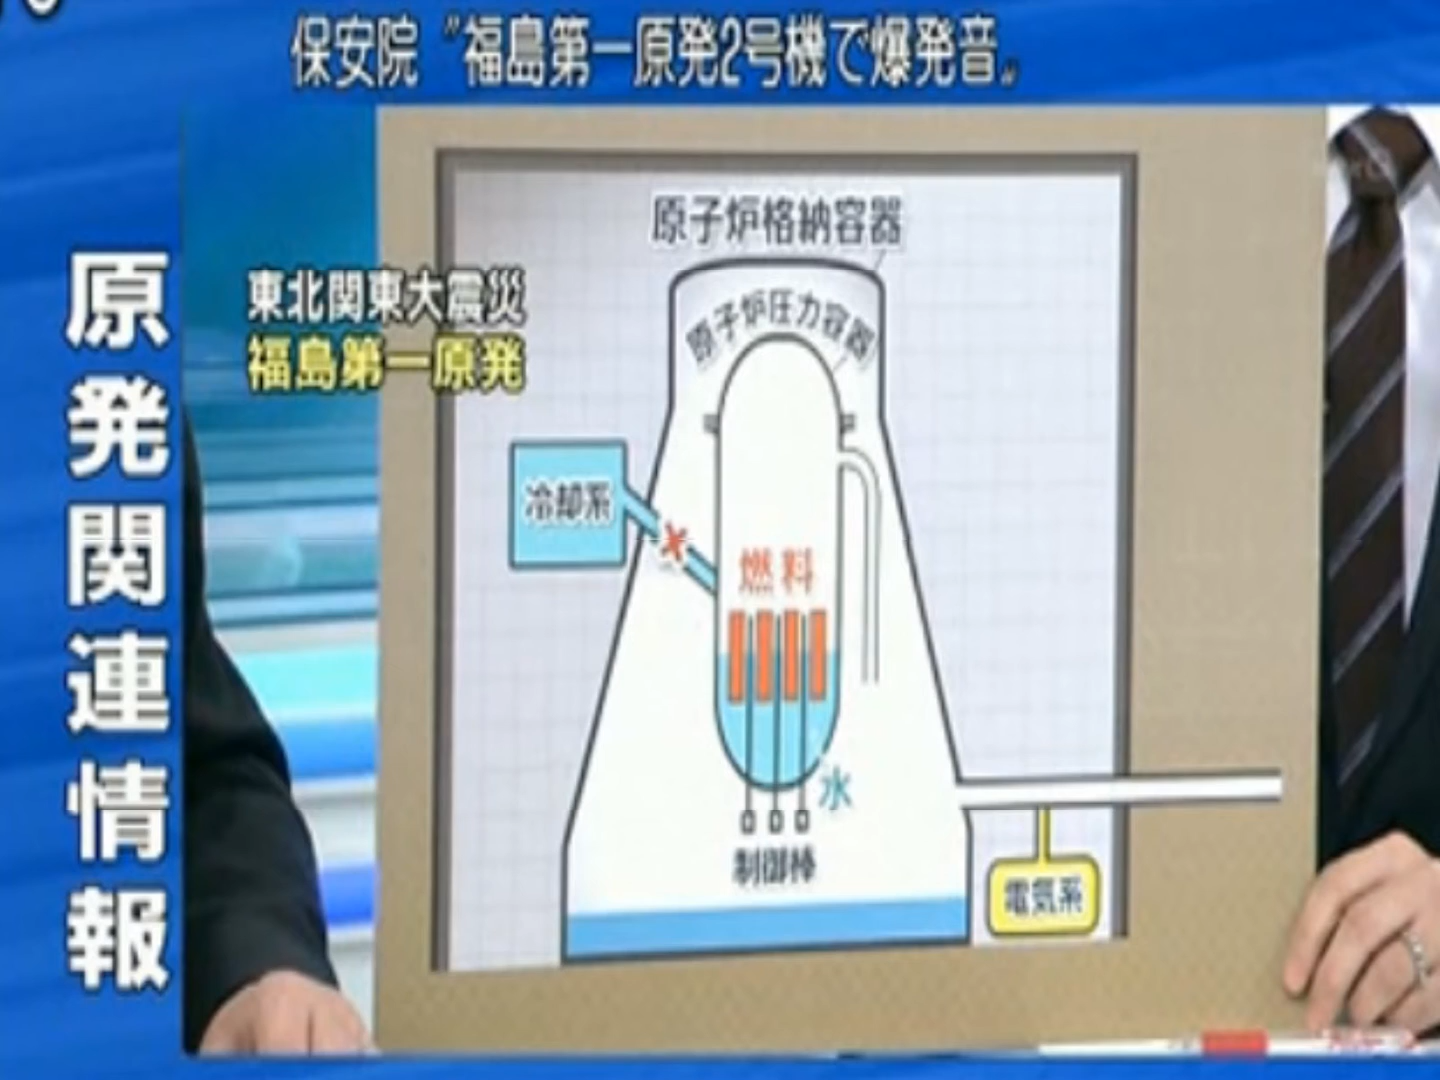 保安院〝福島第一原発2号機で爆発音〟
原発関連情報
東北関東大震災
福島第一原発
原子炉格納容器
原子炉圧力容器
冷却系
燃料
水
制御棒
電気系